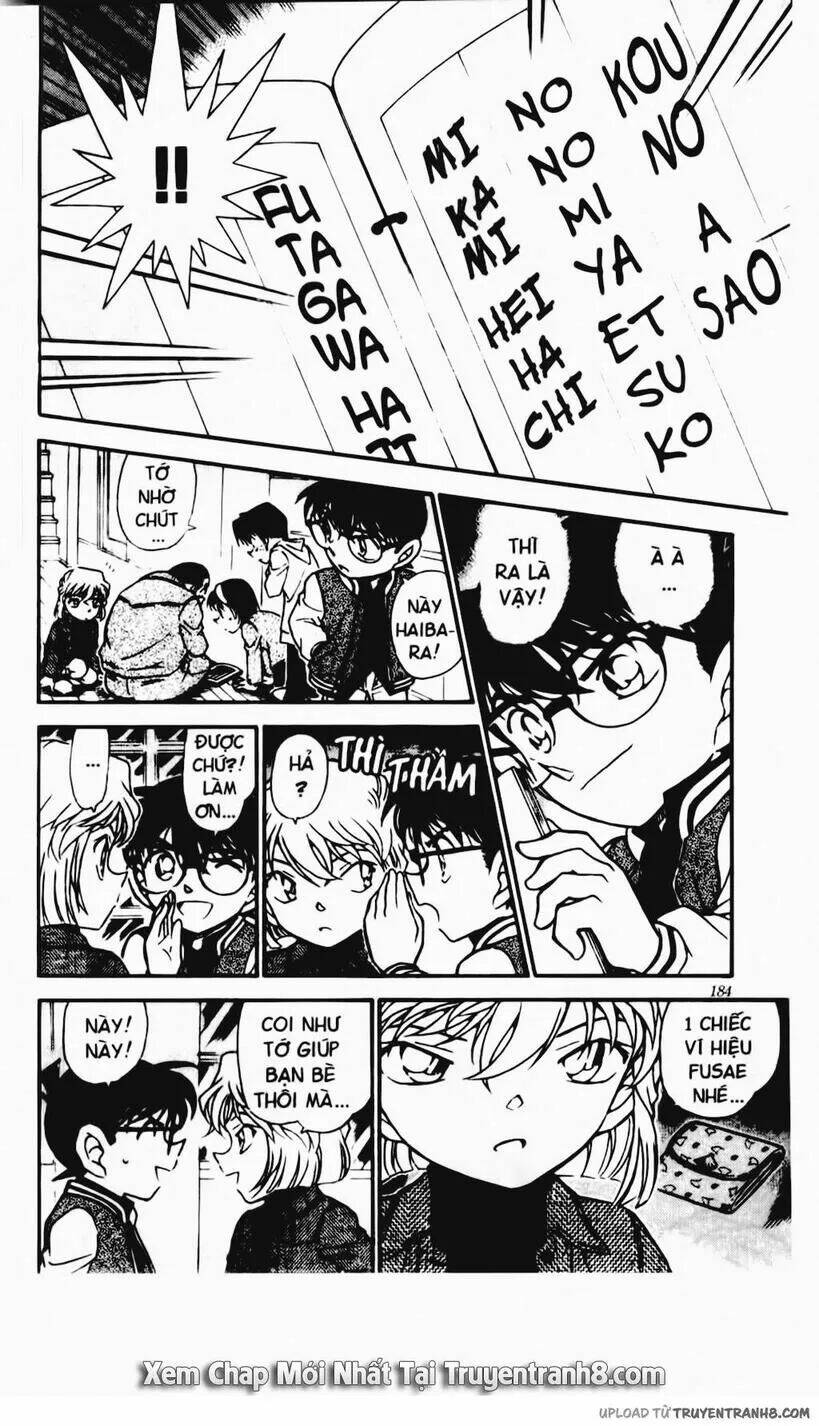 !!
KOU
NO
A
SAO
NO
NO
MI
YA
ET
SU
KO
MI
KA
MI
HEI
HA
CHI
FU
TA
GA
WA
HA
À À
...
THÌ
RA LÀ
VẬY!
TỚ
NHỜ
CHÚT
...
NÀY
HAIBA-
RA!
THÌ THẦM
HẢ
?
ĐƯỢC
CHỨ?!
LÀM
ƠN...
...
184
1 CHIẾC
VÍ HIỆU
FUSAE
NHÉ...
COI NHƯ
TỚ GIÚP
BẠN BÈ
THÔI MÀ...
NÀY!
NÀY!
Xem Chap Mới Nhất Tại Truyentranh8.com
UPLOAD TỪ TRUYENTRANH8.COM